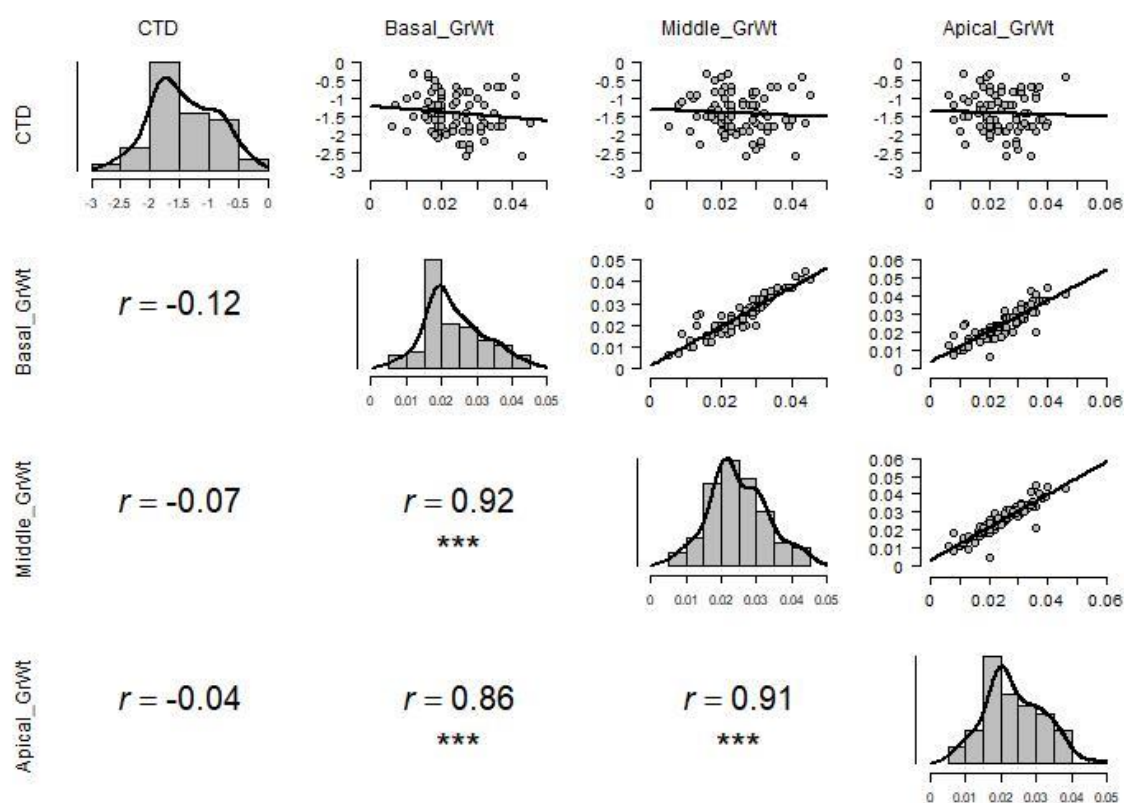 CTD Basal_GrWt Middle_GrWt Apical_GrWt
CTD
-3 -2.5 -2 -1.5 -1 -0.5 0
0 -0.5 -1 -1.5 -2 -2.5 -3
0 0.02 0.04
0 -0.5 -1 -1.5 -2 -2.5 -3
0 0.02 0.04
0 -0.5 -1 -1.5 -2 -2.5 -3
0 0.02 0.04 0.06
Basal_GrWt
r = -0.12
0 0.01 0.02 0.03 0.04 0.05
0.05 0.04 0.03 0.02 0.01 0
0 0.02 0.04
0.06 0.05 0.04 0.03 0.02 0.01 0
0 0.02 0.04 0.06
Middle_GrWt
r = -0.07
r = 0.92
***
0 0.01 0.02 0.03 0.04 0.05
0.06 0.05 0.04 0.03 0.02 0.01 0
0 0.02 0.04 0.06
Apical_GrWt
r = -0.04
r = 0.86
***
r = 0.91
***
0 0.01 0.02 0.03 0.04 0.05